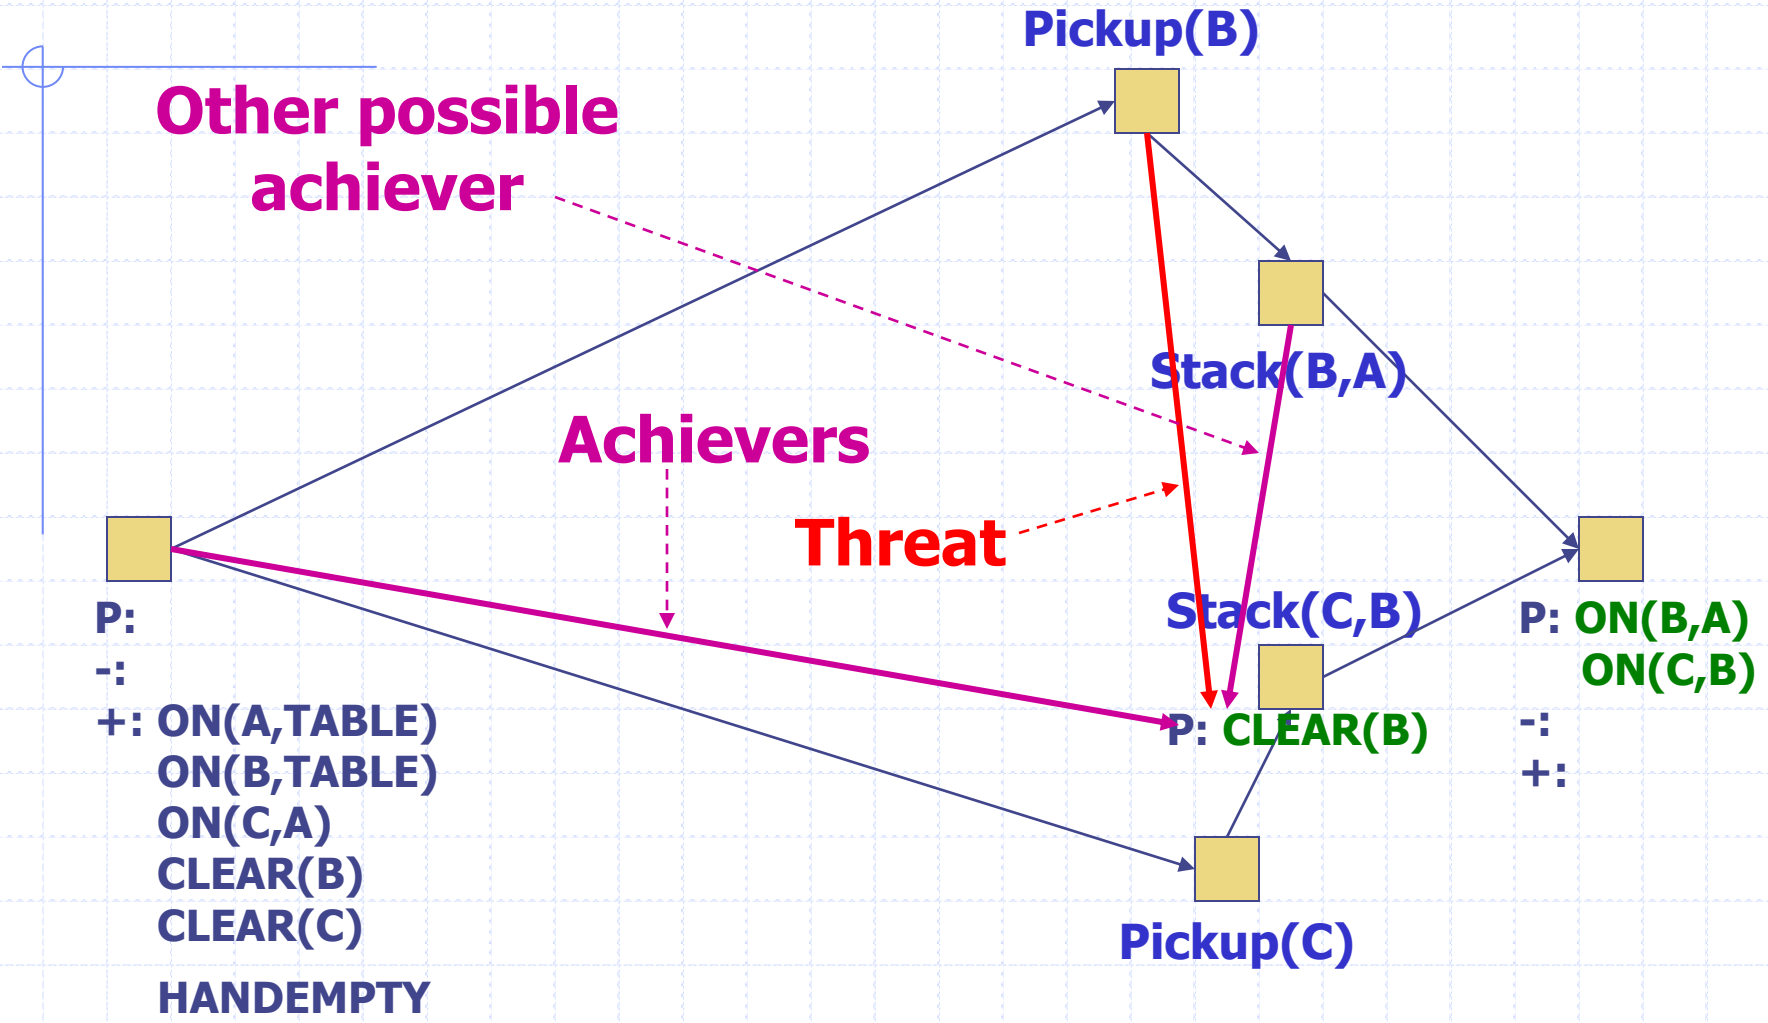 Pickup(B)
Other possible
achiever
Stack(B,A)
Achievers
Threat
Stack(C,B)
P: CLEAR(B)
P:
-:
+: ON(A,TABLE)
ON(B,TABLE)
ON(C,A)
CLEAR(B)
CLEAR(C)
HANDEMPTY
P: ON(B,A)
ON(C,B)
-:
+:
Pickup(C)